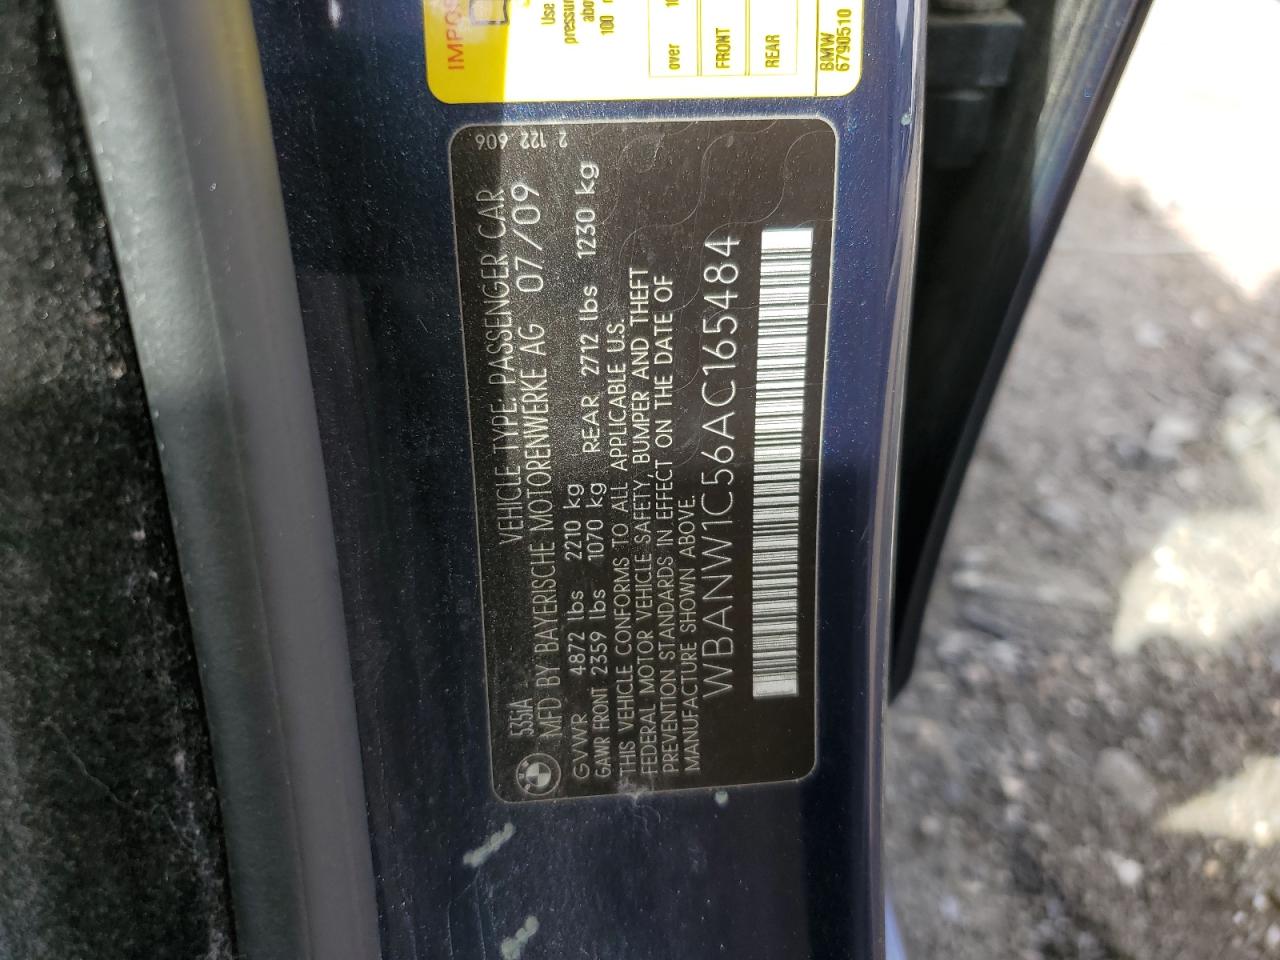 IMPO
Use
pressur
abo
100
over
FRONT
REAR
BMW
6790510
2 122 606
535iA VEHICLE TYPE: PASSENGER CAR
MFD BY BAYERISCHE MOTORENWERKE AG 07/09
GVWR 4872 lbs 2210 kg
GAWR FRONT 2359 lbs 1070 kg REAR 2712 lbs 1230 kg
THIS VEHICLE CONFORMS TO ALL APPLICABLE U.S.
FEDERAL MOTOR VEHICLE SAFETY, BUMPER AND THEFT
PREVENTION STANDARDS IN EFFECT ON THE DATE OF
MANUFACTURE SHOWN ABOVE.
WBANW1C56AC165484